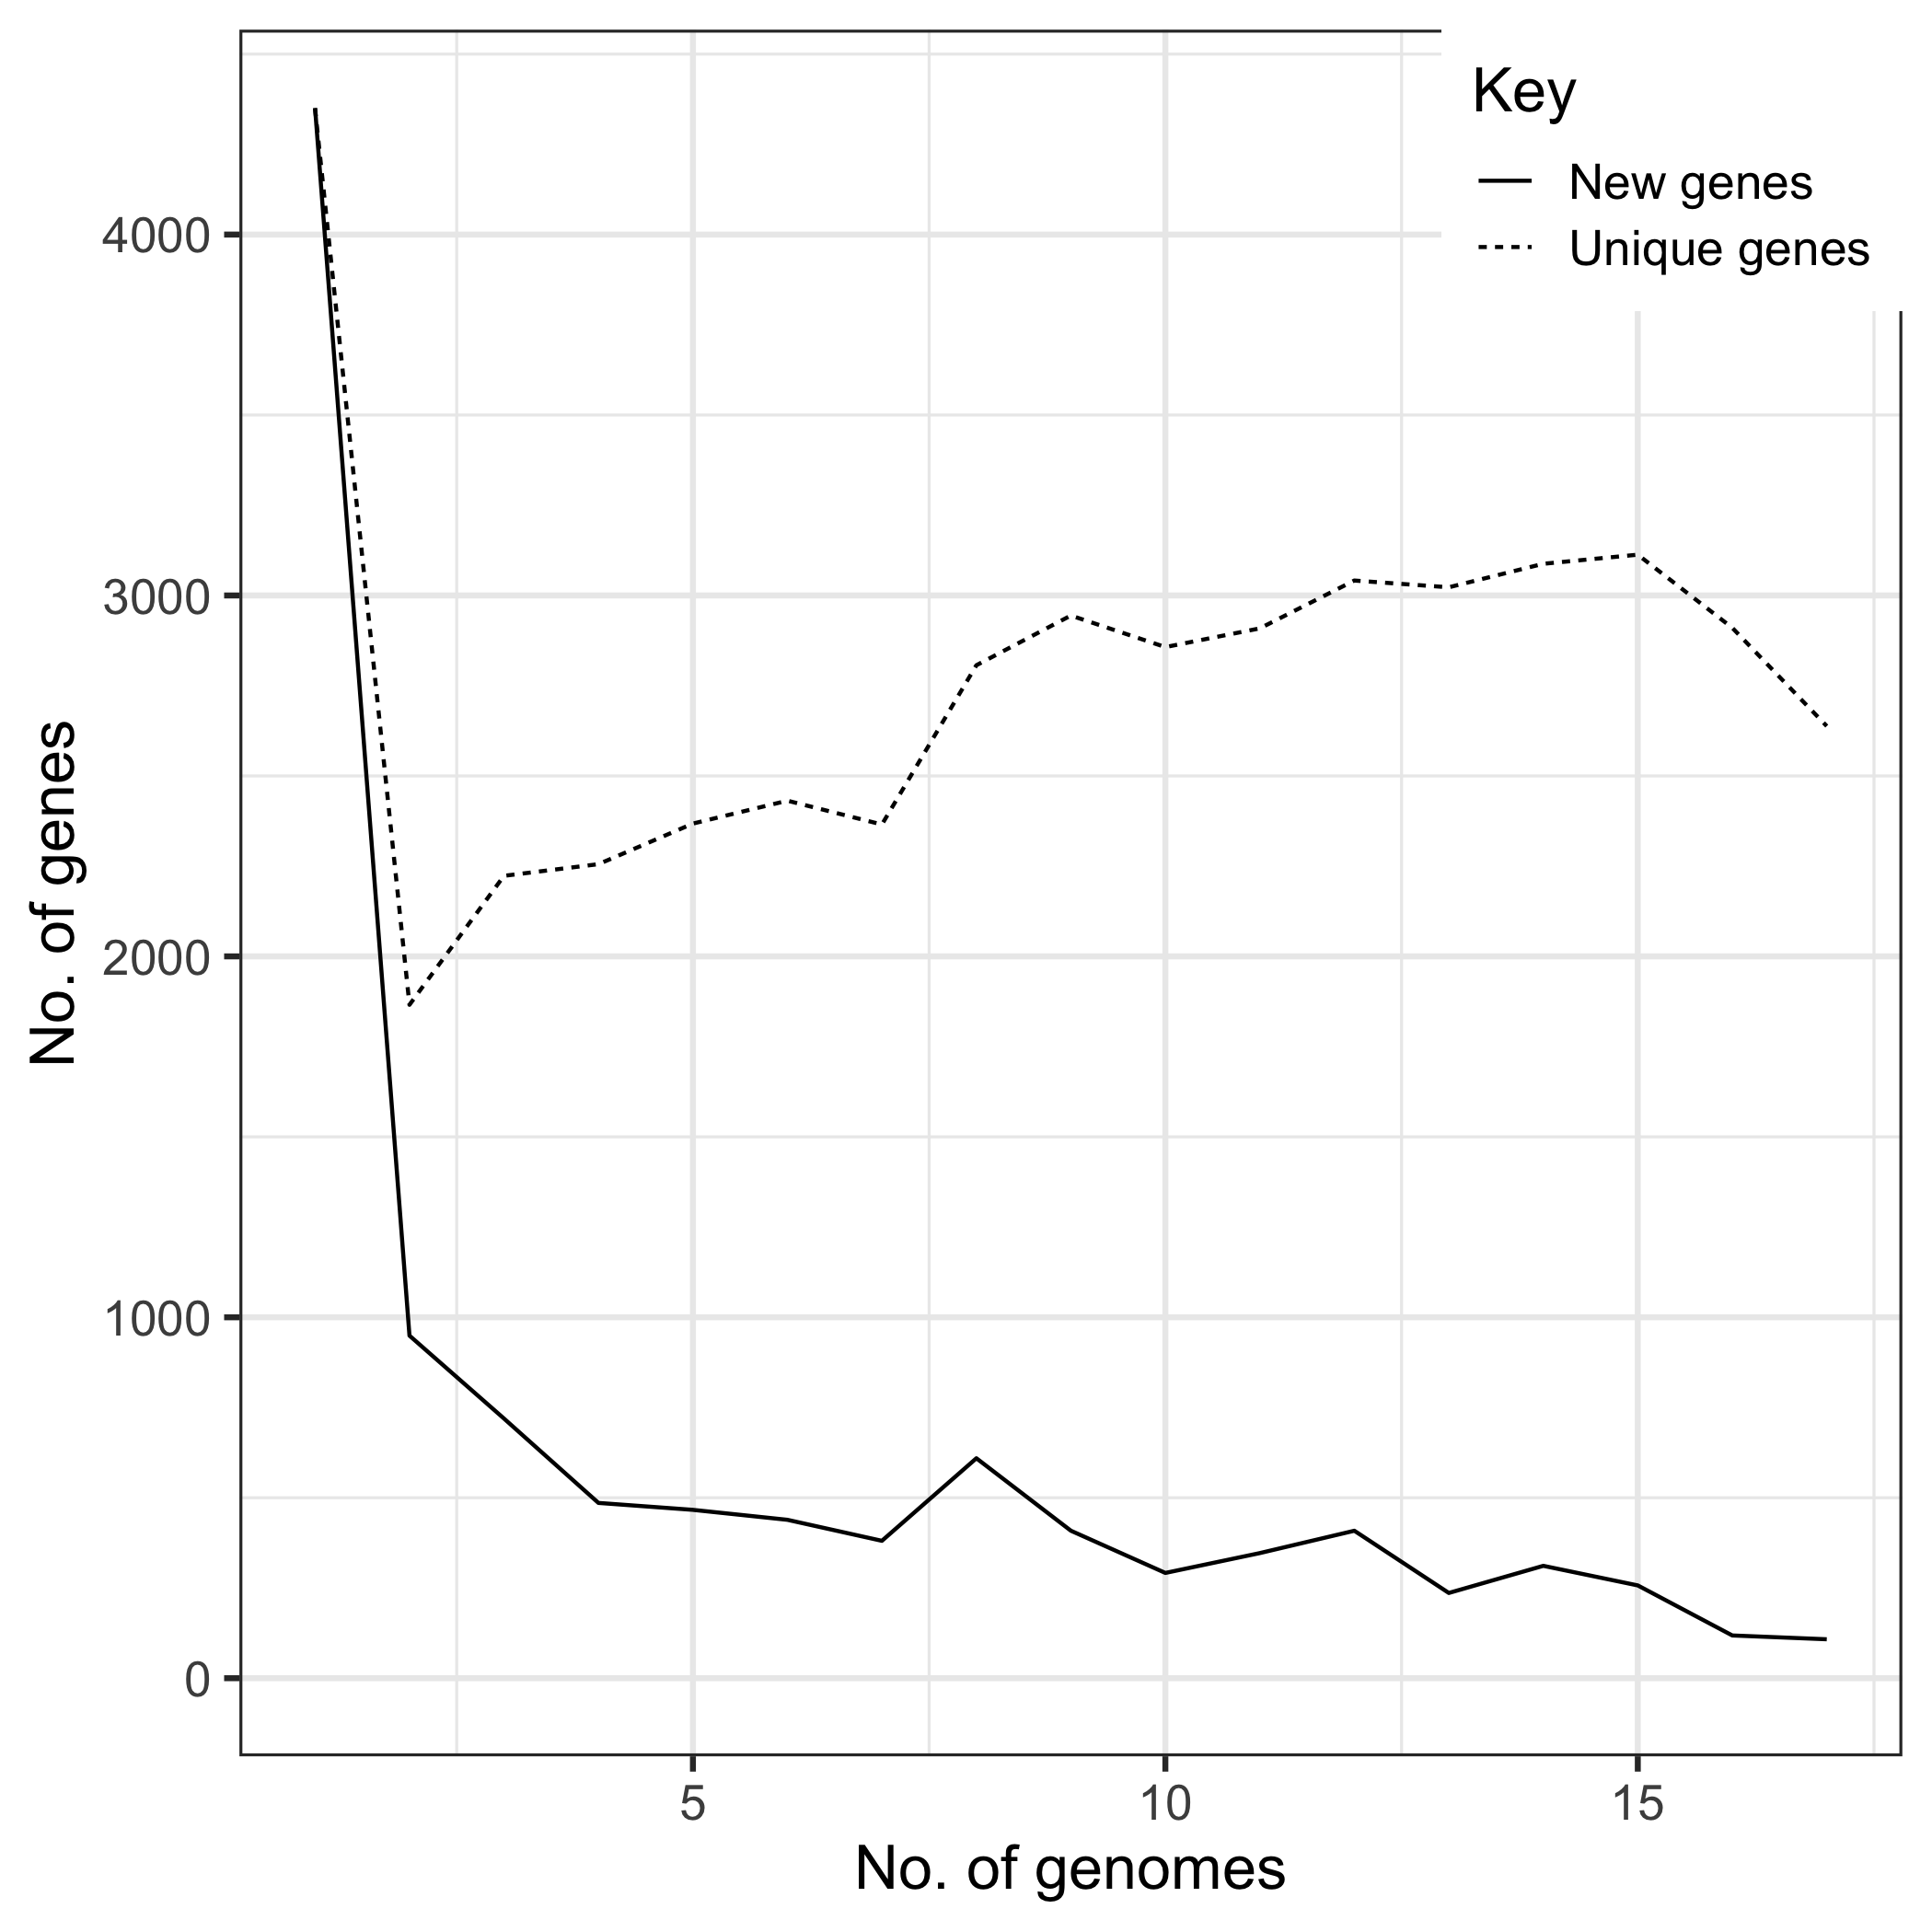 Key
New genes
Unique genes
4000
3000
2000
1000
0
No. of genes
5 10 15
No. of genomes